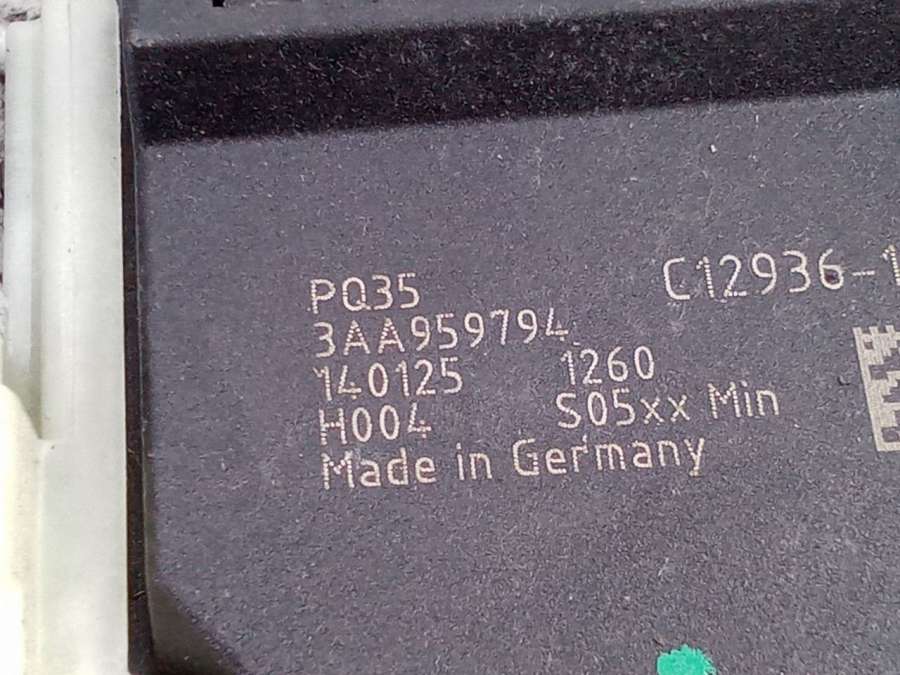 PQ35
C12936-1
3AA959794
140125 1260
H004 S05xx Min
Made in Germany